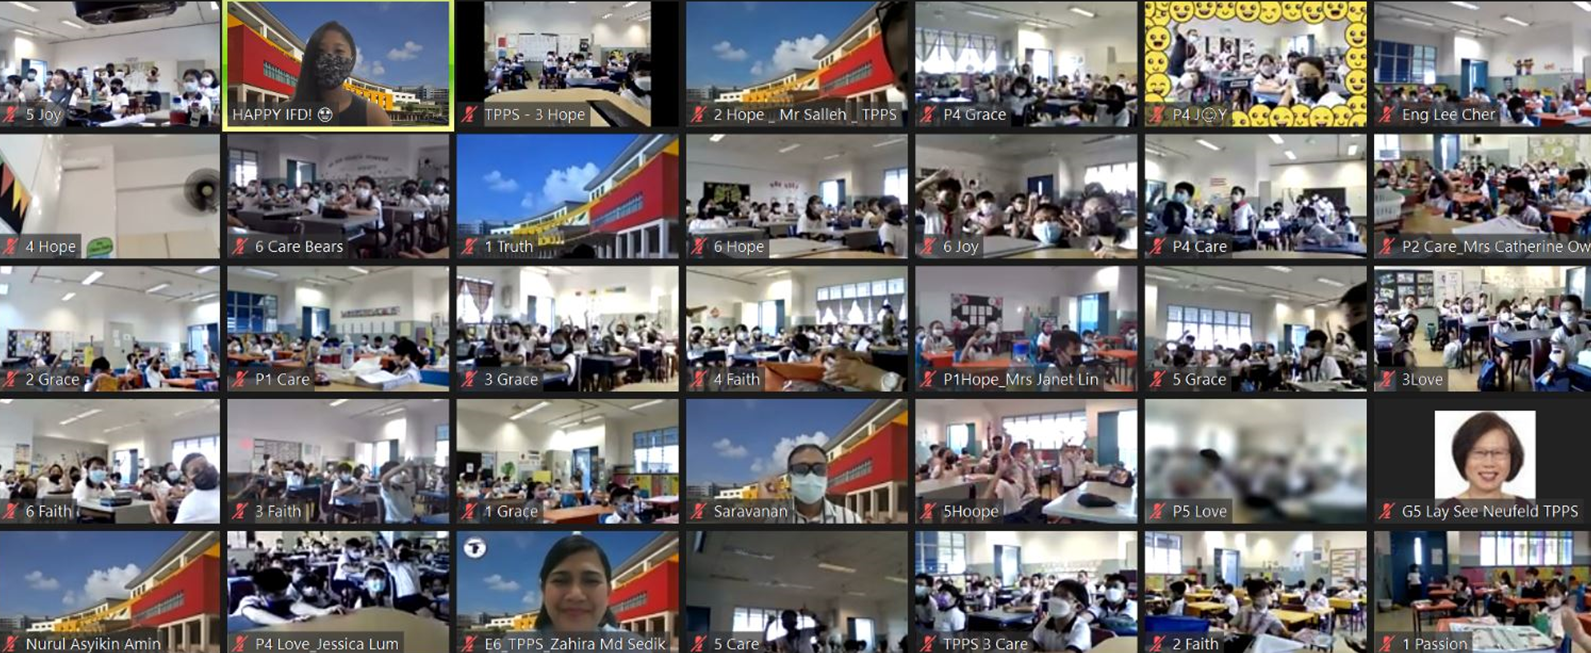 5 Joy
HAPPY IFD!
TPPS - 3 Hope
2 Hope _ Mr Salleh _ TPPS
P4 Grace
P4 J☺Y
Eng Lee Cher
4 Hope
6 Care Bears
1 Truth
6 Hope
6 Joy
P4 Care
P2 Care_Mrs Catherine Ow
2 Grace
P1 Care
3 Grace
4 Faith
P1Hope_Mrs Janet Lin
5 Grace
3Love
6 Faith
3 Faith
1 Grace
Saravanan
5Hoope
P5 Love
G5 Lay See Neufeld TPPS
Nurul Asyikin Amin
P4 Love_Jessica Lum
E6_TPPS_Zahira Md Sedik
5 Care
TPPS 3 Care
2 Faith
1 Passion